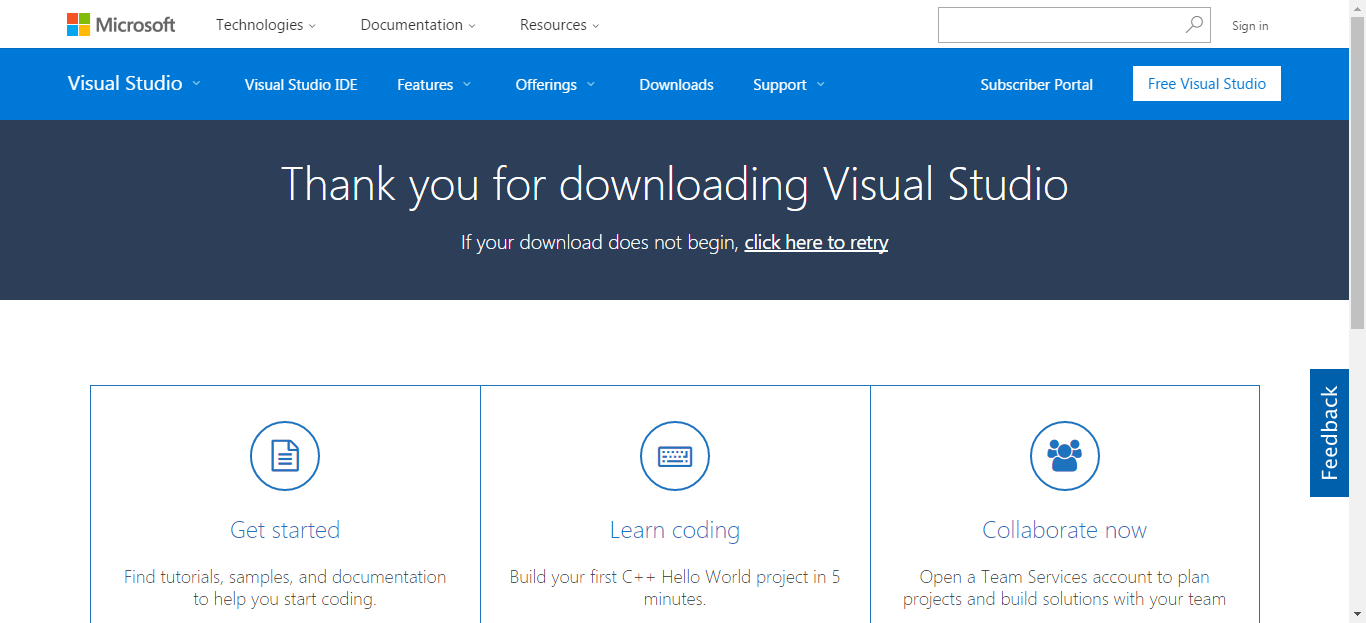 Microsoft Technologies Documentation Resources Sign in
Visual Studio Visual Studio IDE Features Offerings Downloads Support Subscriber Portal Free Visual Studio
Thank you for downloading Visual Studio
If your download does not begin, click here to retry
Feedback
Get started
Find tutorials, samples, and documentation
to help you start coding.
Learn coding
Build your first C++ Hello World project in 5
minutes.
Collaborate now
Open a Team Services account to plan
projects and build solutions with your team